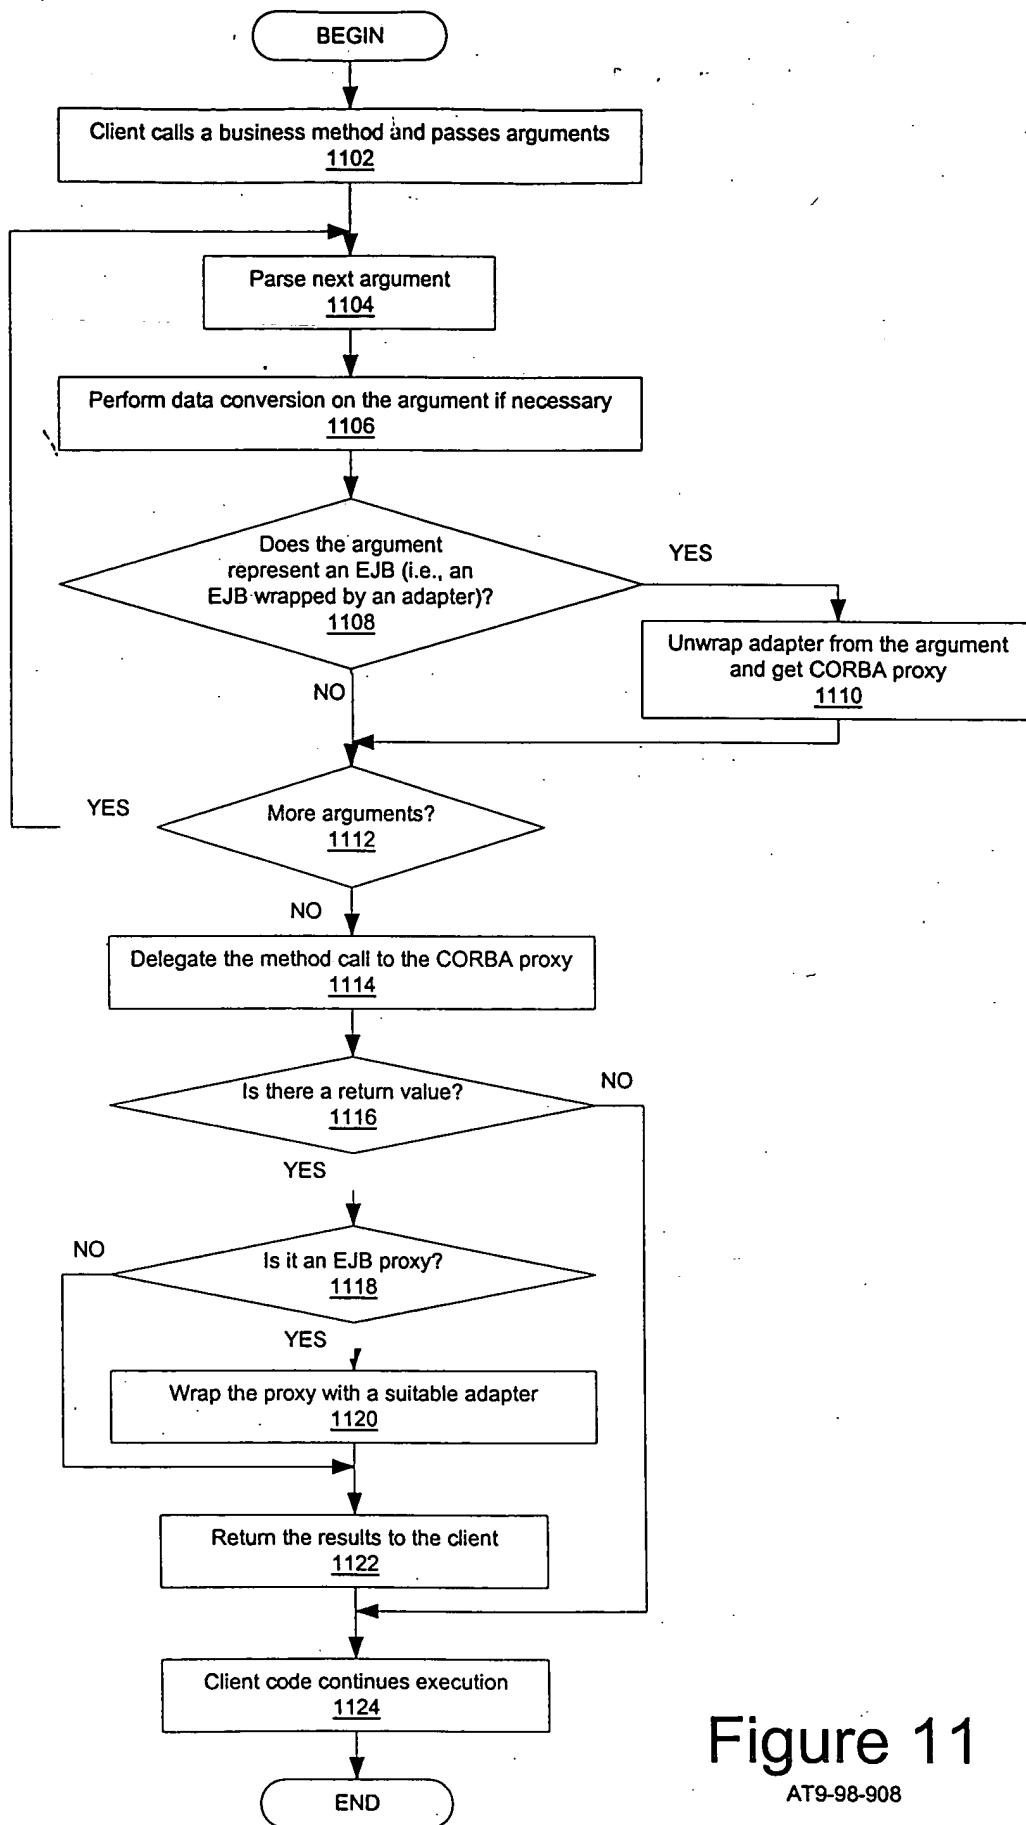 BEGIN
Client calls a business method and passes arguments
1102
Parse next argument
1104
Perform data conversion on the argument if necessary
1106
Does the argument
represent an EJB (i.e., an
EJB wrapped by an adapter)?
1108
YES
Unwrap adapter from the argument
and get CORBA proxy
1110
NO
YES
More arguments?
1112
NO
Delegate the method call to the CORBA proxy
1114
Is there a return value?
1116
NO
YES
NO
Is it an EJB proxy?
1118
YES
Wrap the proxy with a suitable adapter
1120
Return the results to the client
1122
Client code continues execution
1124
END
Figure 11
AT9-98-908